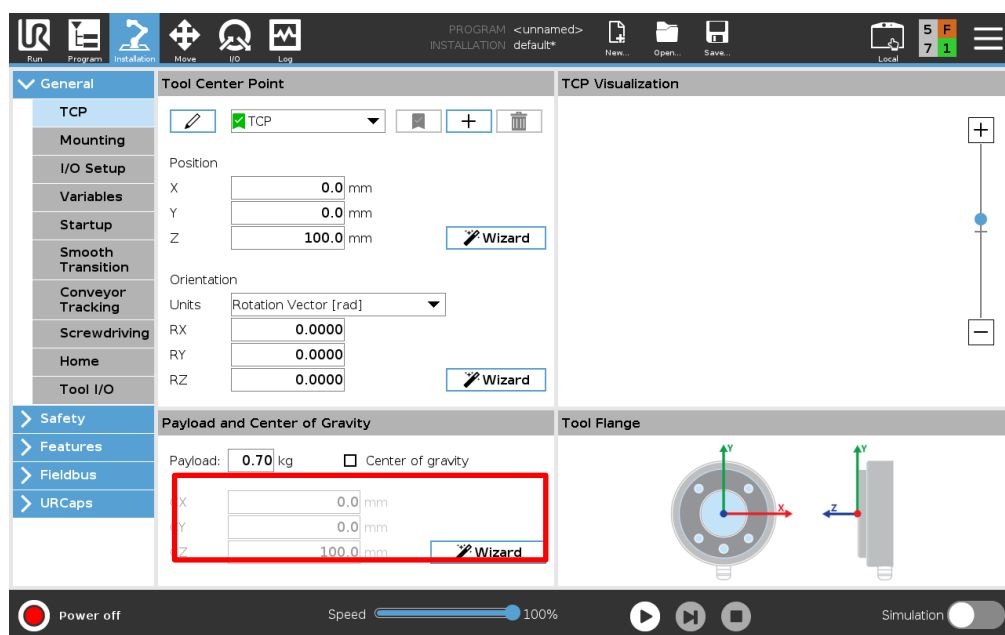 UR
PROGRAM <unnamed>
INSTALLATION default*
Run Program Installation Move I/O Log New... Open... Save... Local
5 F
7 1
General
TCP
Mounting
I/O Setup
Variables
Startup
Smooth
Transition
Conveyor
Tracking
Screwdriving
Home
Tool I/O
Safety
Features
Fieldbus
URCaps
Tool Center Point
TCP
Position
X 0.0 mm
Y 0.0 mm
Z 100.0 mm Wizard
Orientation
Units Rotation Vector [rad]
RX 0.0000
RY 0.0000
RZ 0.0000 Wizard
Payload and Center of Gravity
Payload: 0.70 kg Center of gravity
X 0.0 mm
Y 0.0 mm
CZ 100.0 mm Wizard
TCP Visualization
Tool Flange
Y Y
X Z
Power off Speed 100% Simulation